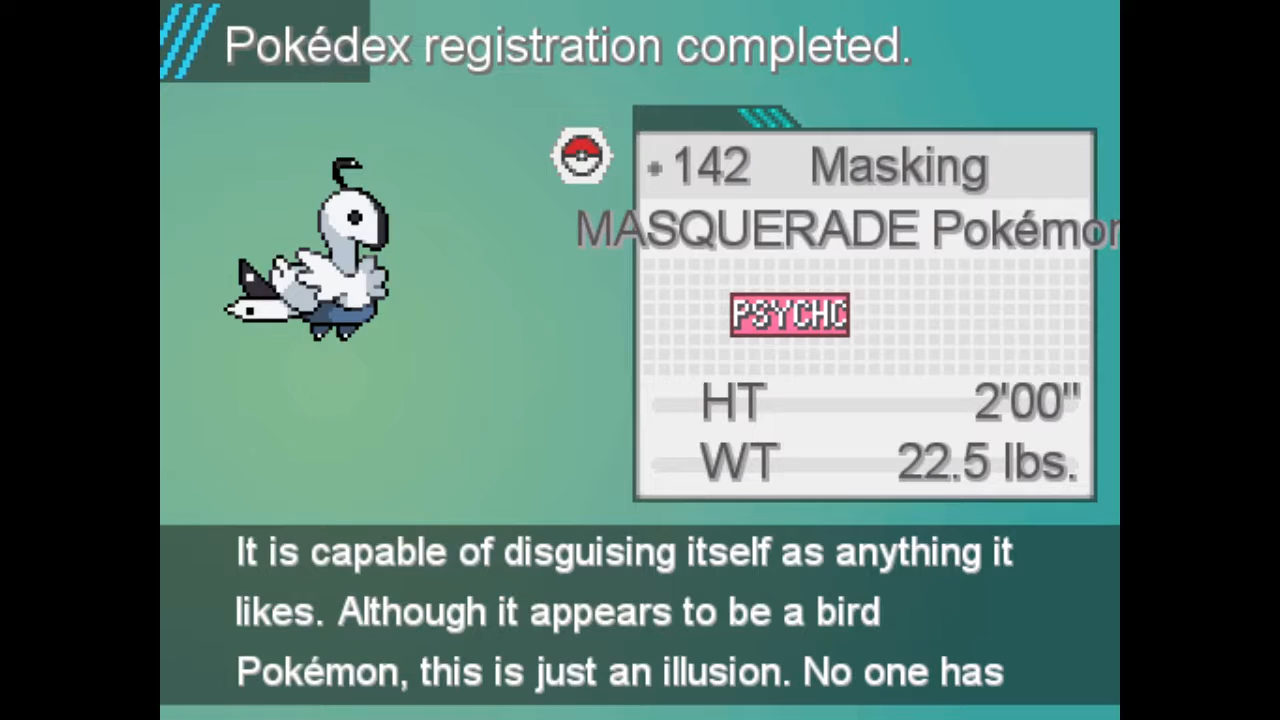 Pokédex registration completed.
142 Masking
MASQUERADE Pokémon
PSYCHC
HT 2'00"
WT 22.5 lbs.
It is capable of disguising itself as anything it
likes. Although it appears to be a bird
Pokémon, this is just an illusion. No one has